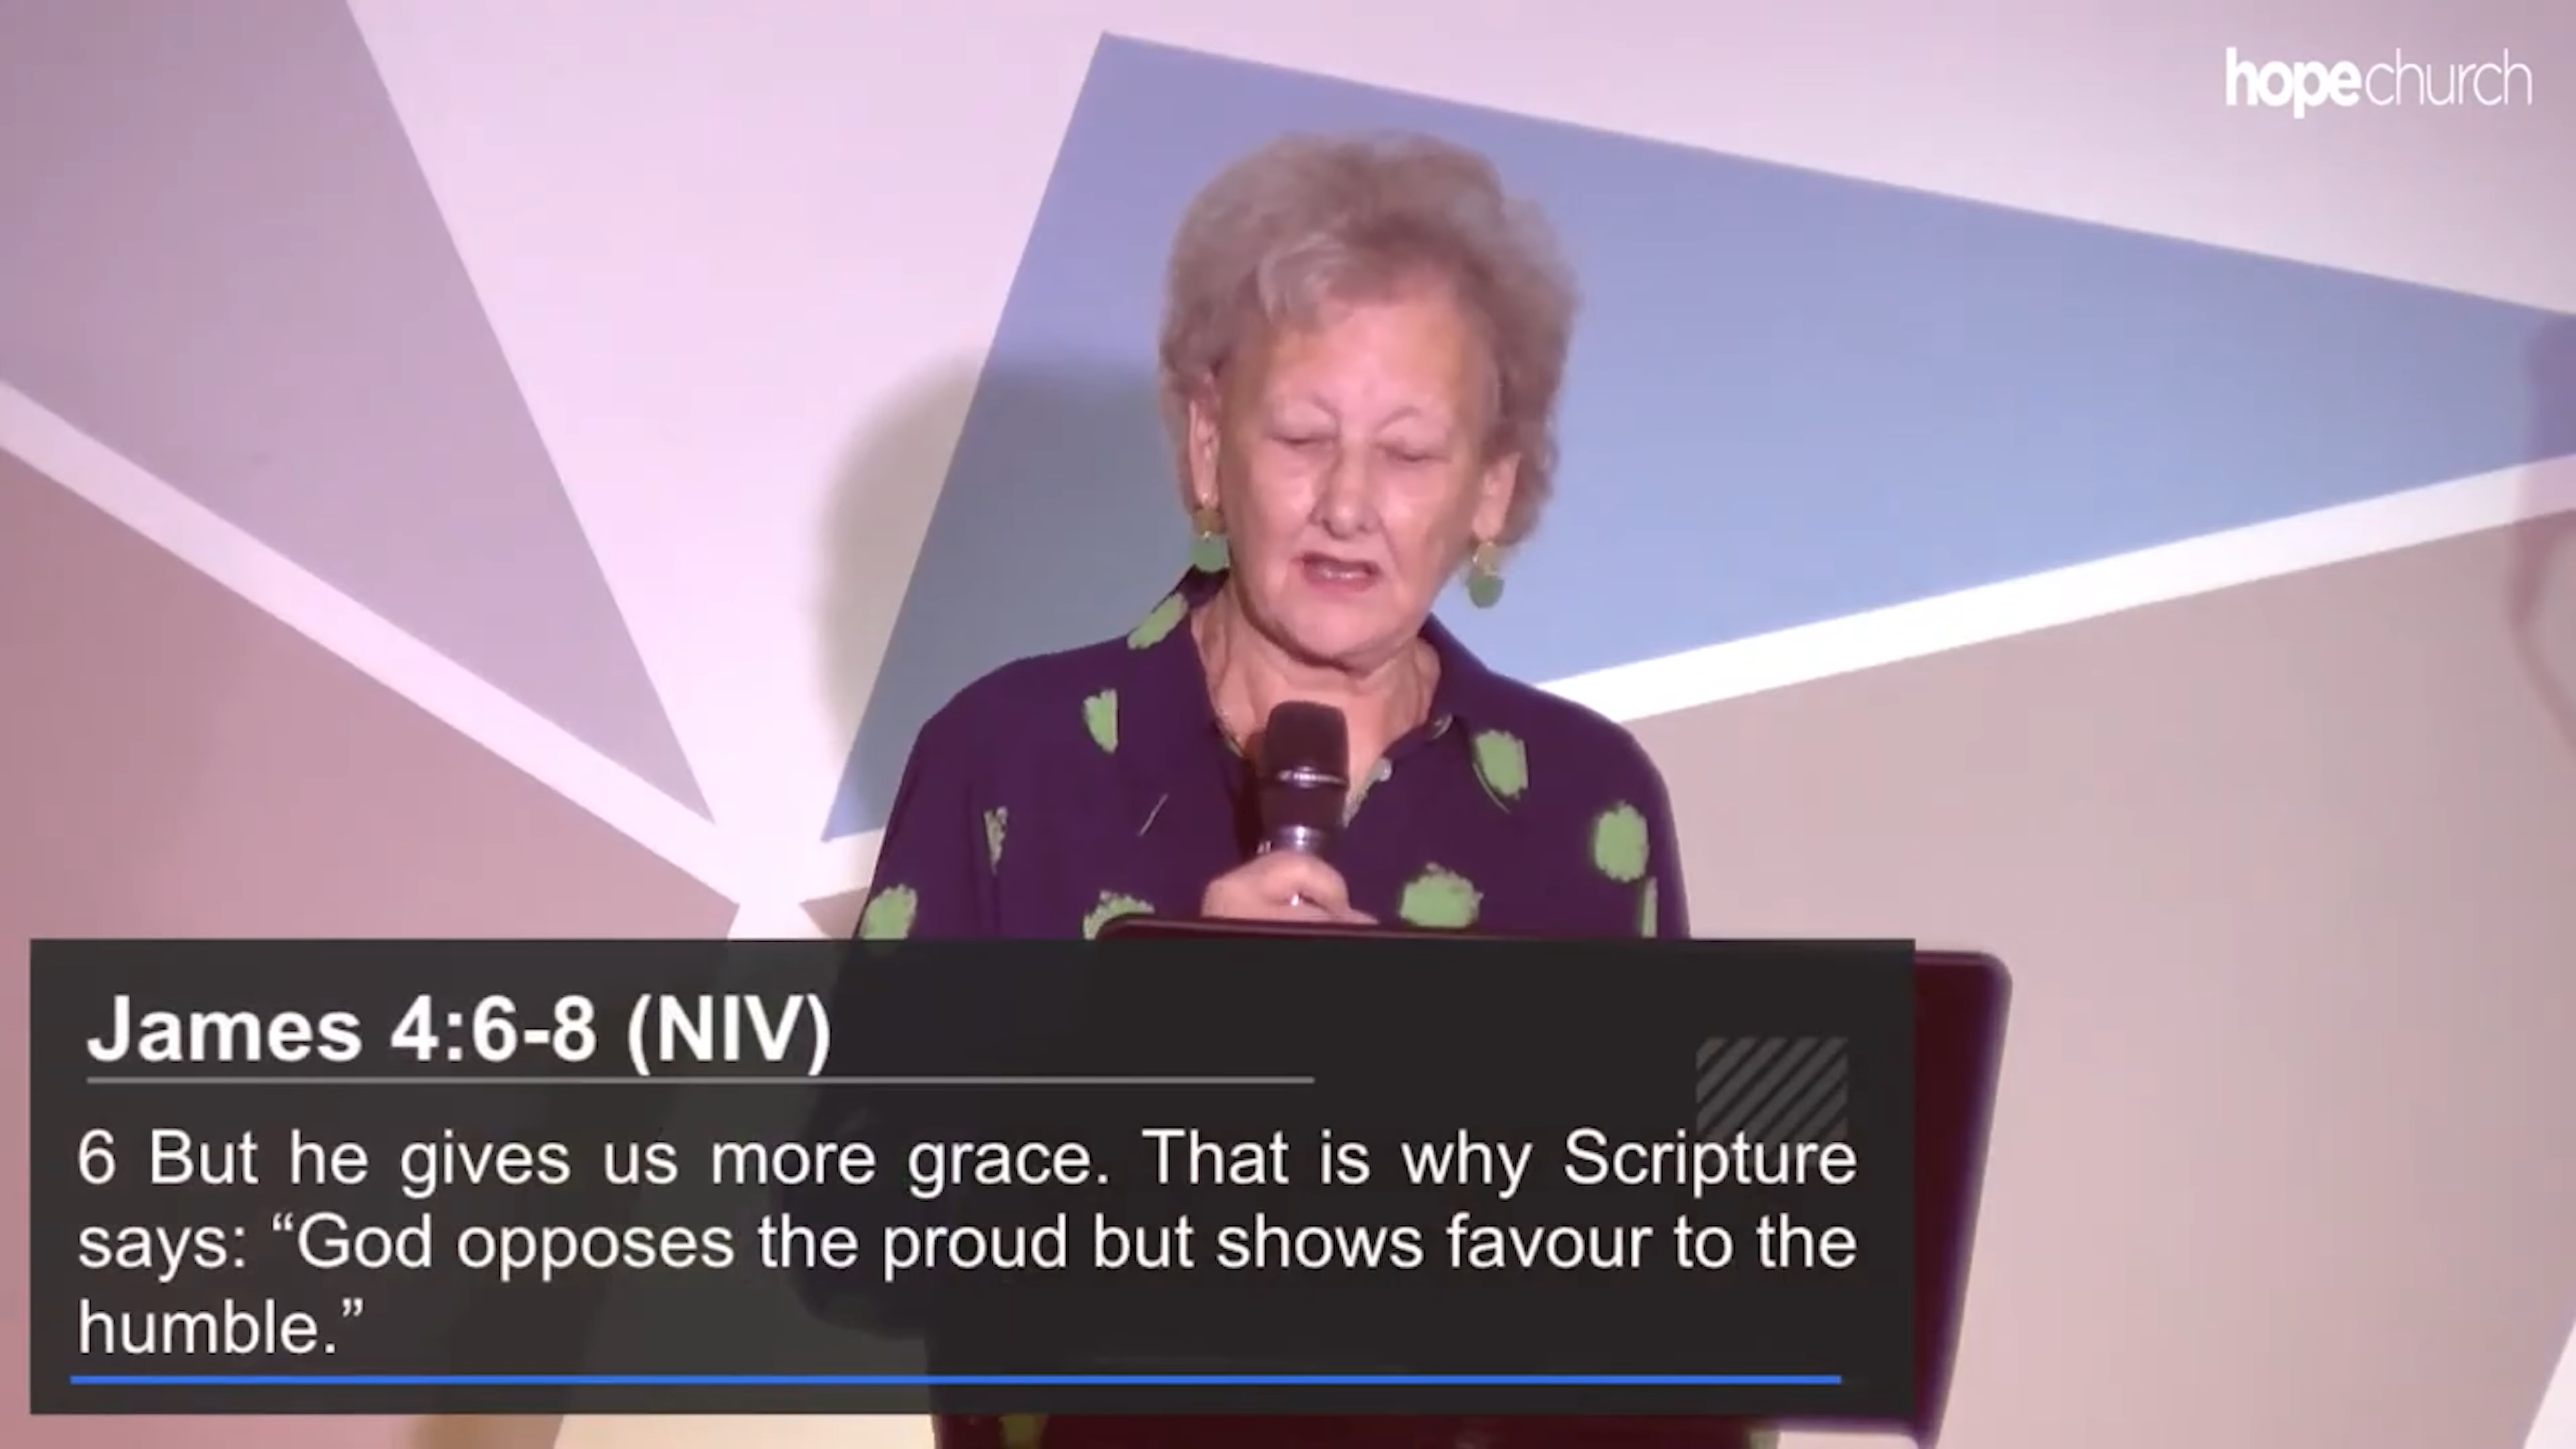 hopechurch
James 4:6-8 (NIV)
6 But he gives us more grace. That is why Scripture
says: “God opposes the proud but shows favour to the
humble.”